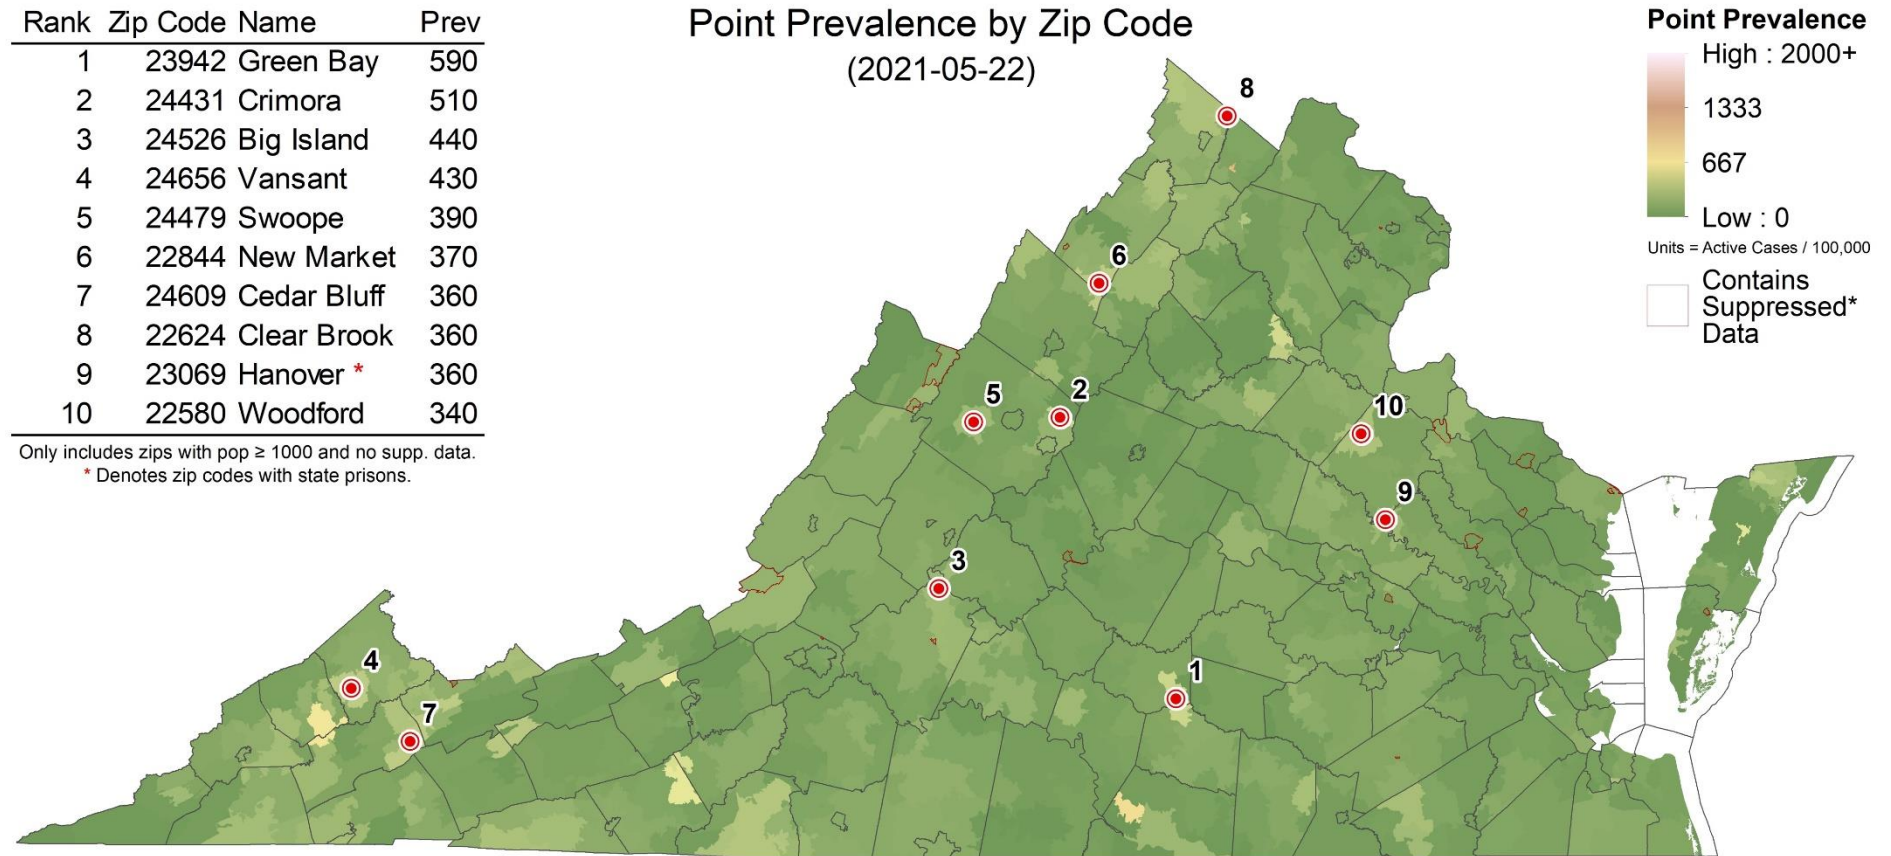 Point Prevalence by Zip Code
(2021-05-22)
Rank Zip Code Name Prev
1 23942 Green Bay 590
2 24431 Crimora 510
3 24526 Big Island 440
4 24656 Vansant 430
5 24479 Swoope 390
6 22844 New Market 370
7 24609 Cedar Bluff 360
8 22624 Clear Brook 360
9 23069 Hanover * 360
10 22580 Woodford 340
Only includes zips with pop ≥ 1000 and no supp. data.
* Denotes zip codes with state prisons.
Point Prevalence
High : 2000+
1333
667
Low : 0
Units = Active Cases / 100,000
Contains
Suppressed*
Data
8
6
5
2
10
9
3
4
1
7